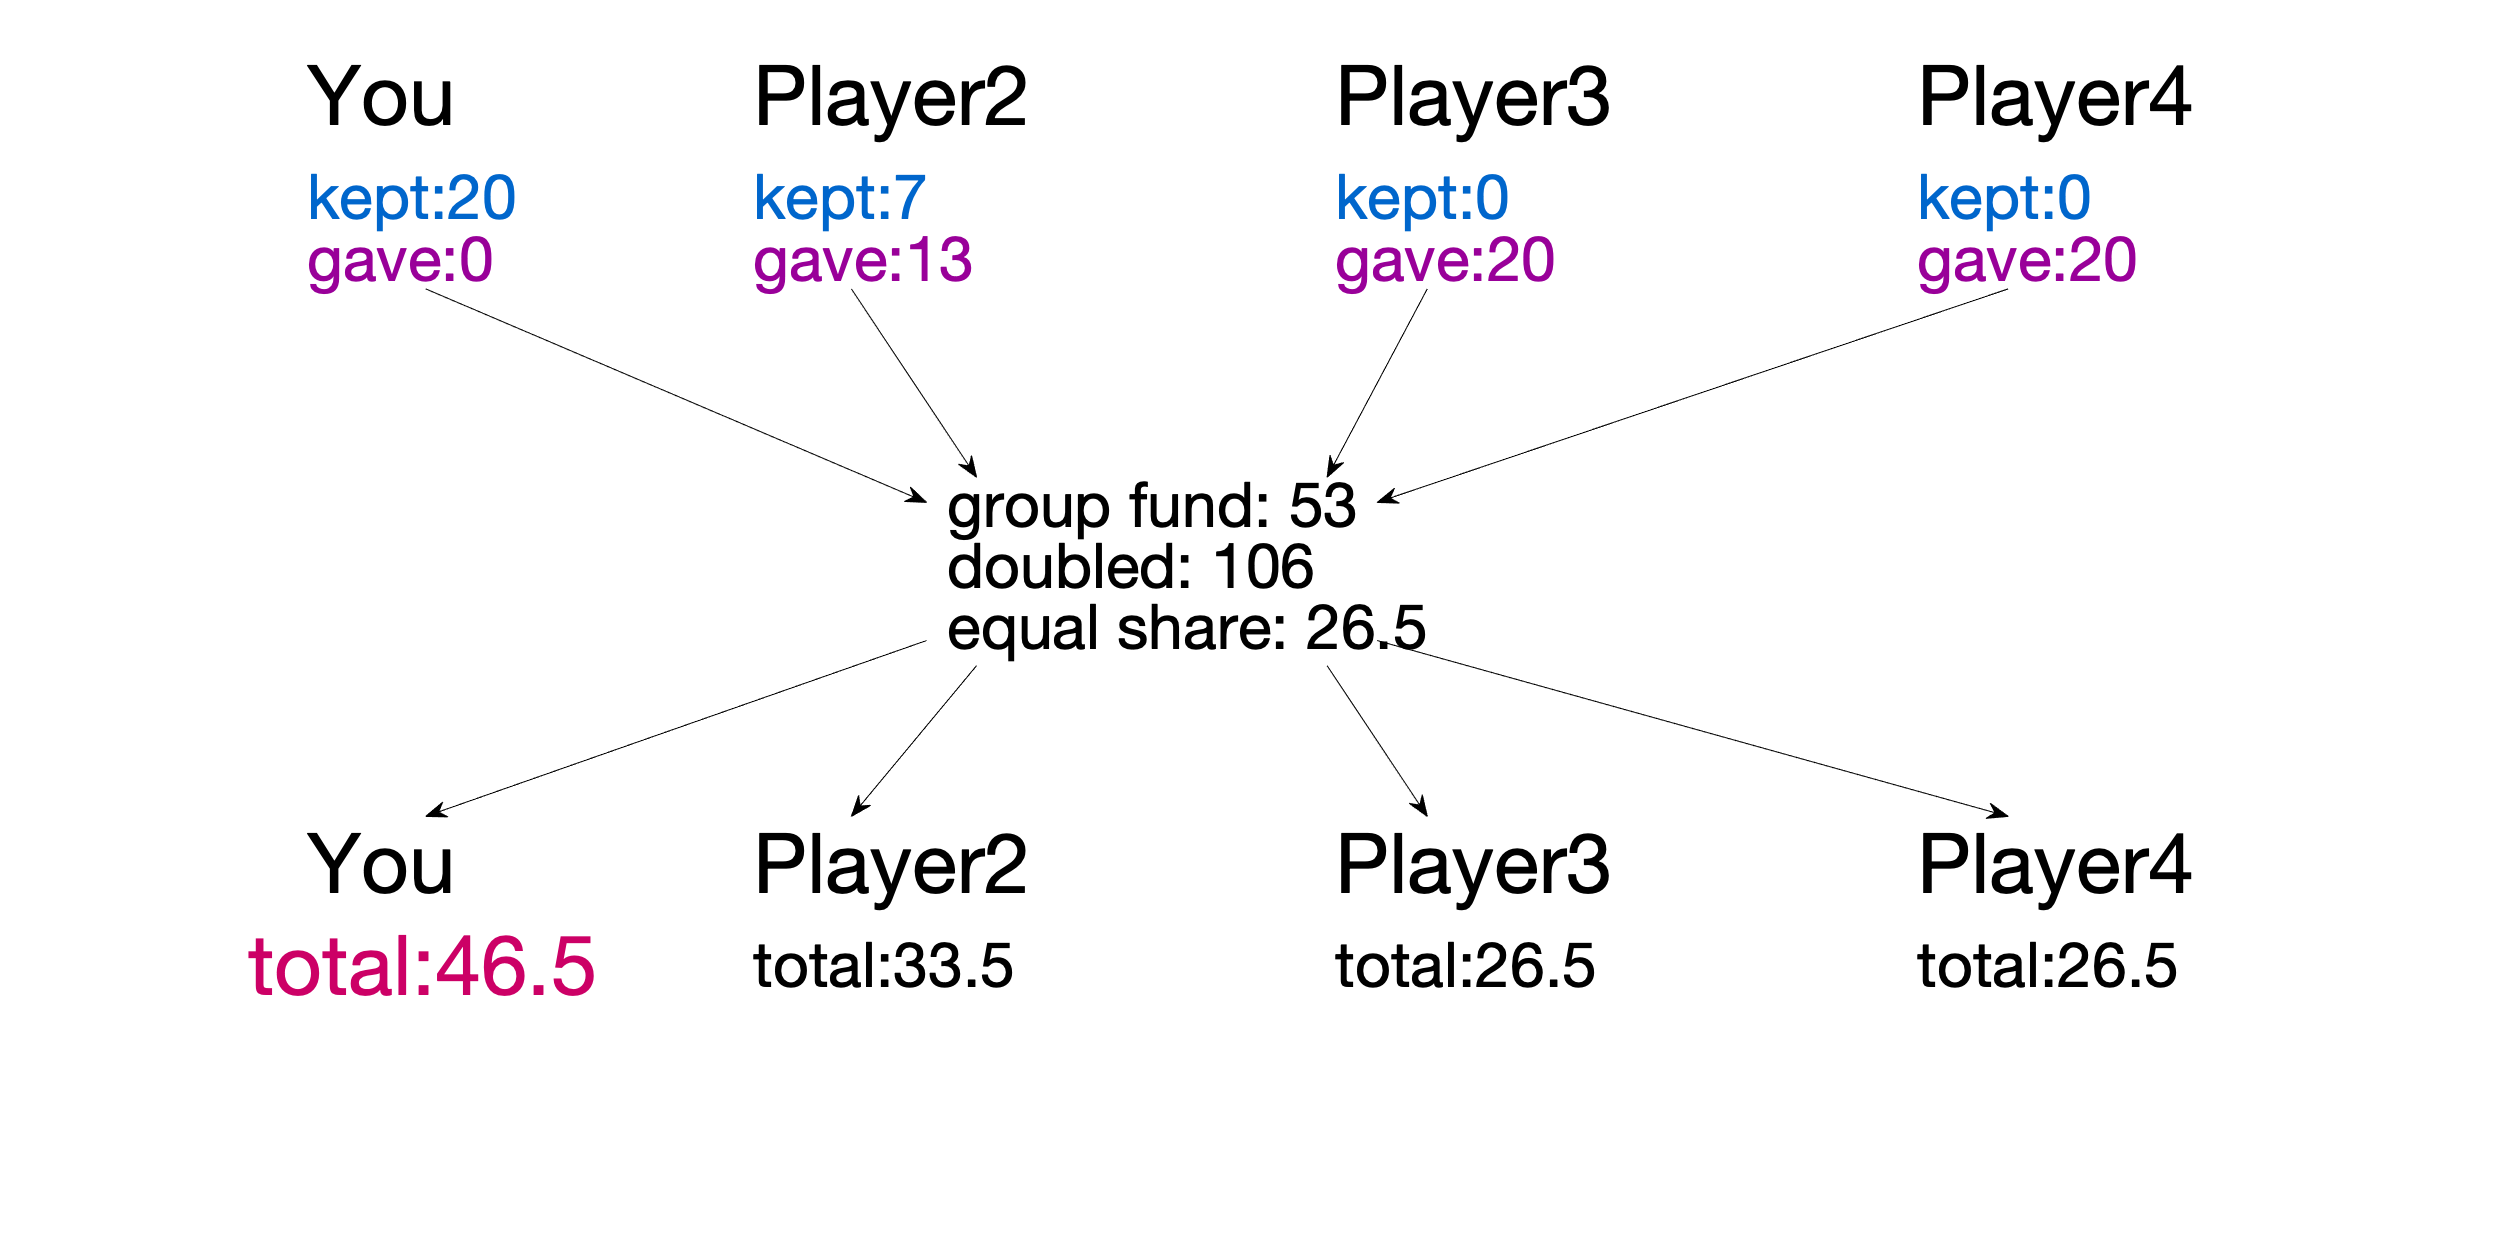 You Player2 Player3 Player4
kept:20 kept:7 kept:0 kept:0
gave:0 gave:13 gave:20 gave:20
group fund: 53
doubled: 106
equal share: 26.5
You Player2 Player3 Player4
total:46.5 total:33.5 total:26.5 total:26.5